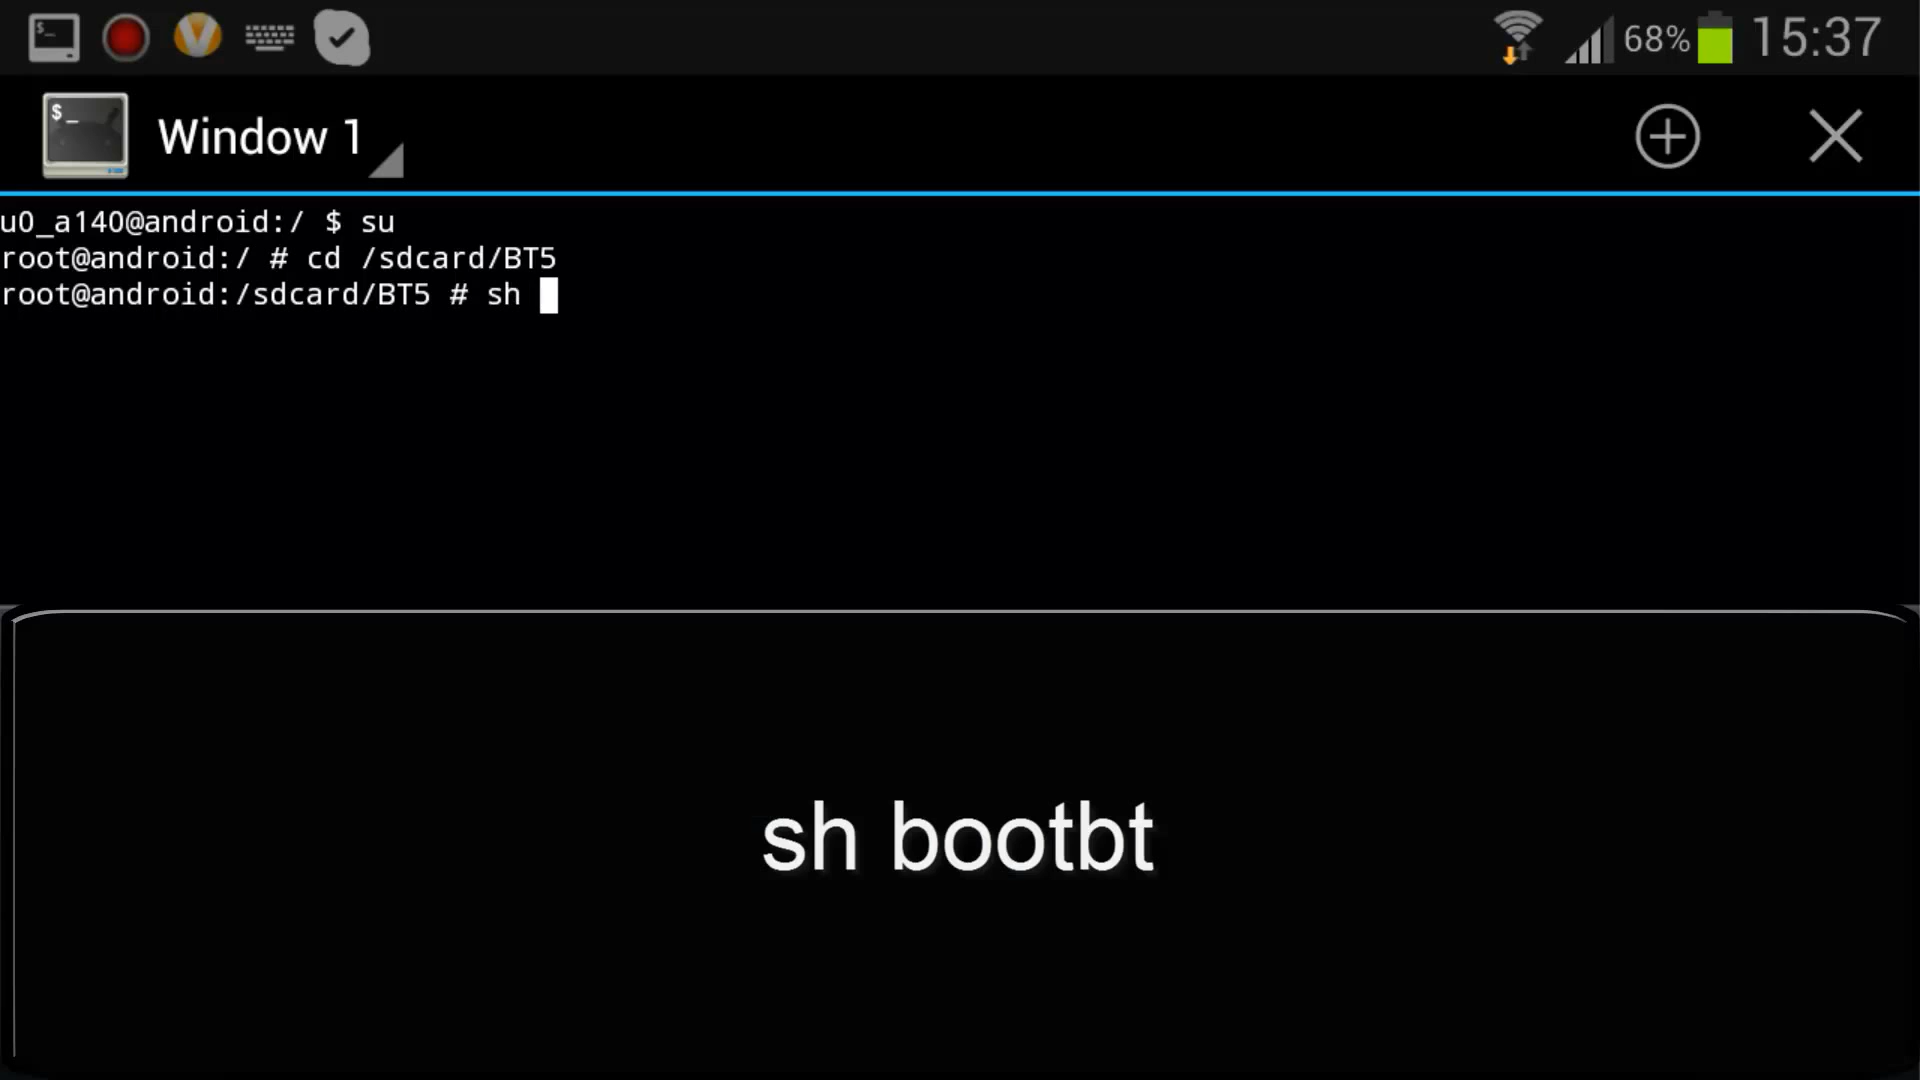 68% 15:37
$_ Window 1
u0_a140@android:/ $ su
root@android:/ # cd /sdcard/BT5
root@android:/sdcard/BT5 # sh
sh bootbt